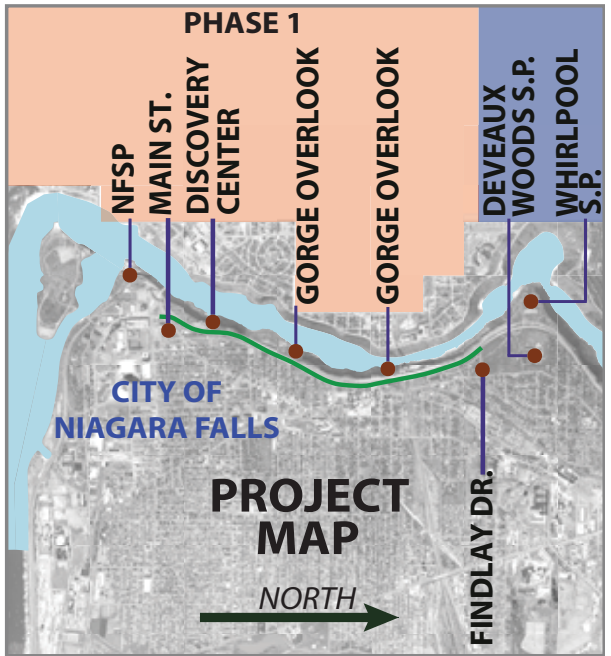 PHASE 1
NFSP
MAIN ST.
DISCOVERY
CENTER
GORGE OVERLOOK
GORGE OVERLOOK
DEVEAUX
WOODS S.P.
WHIRLPOOL
S.P.
CITY OF
NIAGARA FALLS
PROJECT
MAP
NORTH
FINDLAY DR.